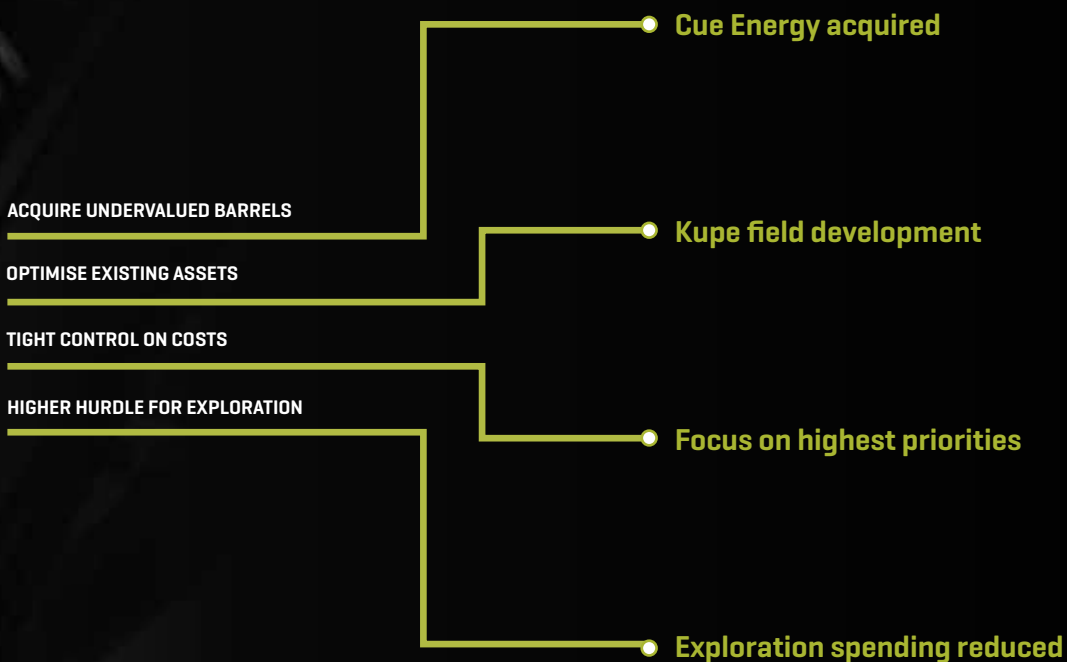 Cue Energy acquired
ACQUIRE UNDERVALUED BARRELS
Kupe field development
OPTIMISE EXISTING ASSETS
TIGHT CONTROL ON COSTS
HIGHER HURDLE FOR EXPLORATION
Focus on highest priorities
Exploration spending reduced